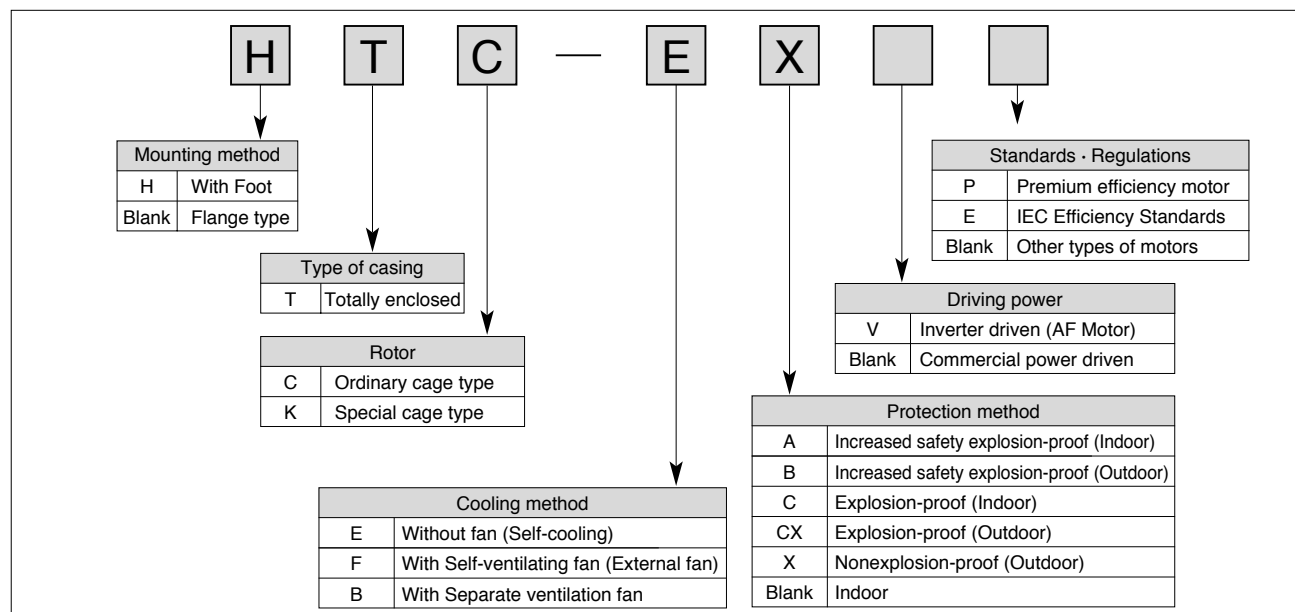 H T C — E X
Mounting method
H With Foot
Blank Flange type
Type of casing
T Totally enclosed
Rotor
C Ordinary cage type
K Special cage type
Cooling method
E Without fan (Self-cooling)
F With Self-ventilating fan (External fan)
B With Separate ventilation fan
Standards · Regulations
P Premium efficiency motor
E IEC Efficiency Standards
Blank Other types of motors
Driving power
V Inverter driven (AF Motor)
Blank Commercial power driven
Protection method
A Increased safety explosion-proof (Indoor)
B Increased safety explosion-proof (Outdoor)
C Explosion-proof (Indoor)
CX Explosion-proof (Outdoor)
X Nonexplosion-proof (Outdoor)
Blank Indoor